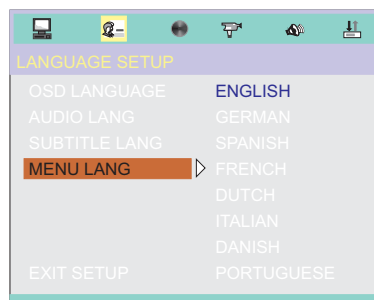 LANGUAGE SETUP
OSD LANGUAGE ENGLISH
AUDIO LANG GERMAN
SUBTITLE LANG SPANISH
MENU LANG FRENCH
DUTCH
ITALIAN
DANISH
EXIT SETUP PORTUGUESE